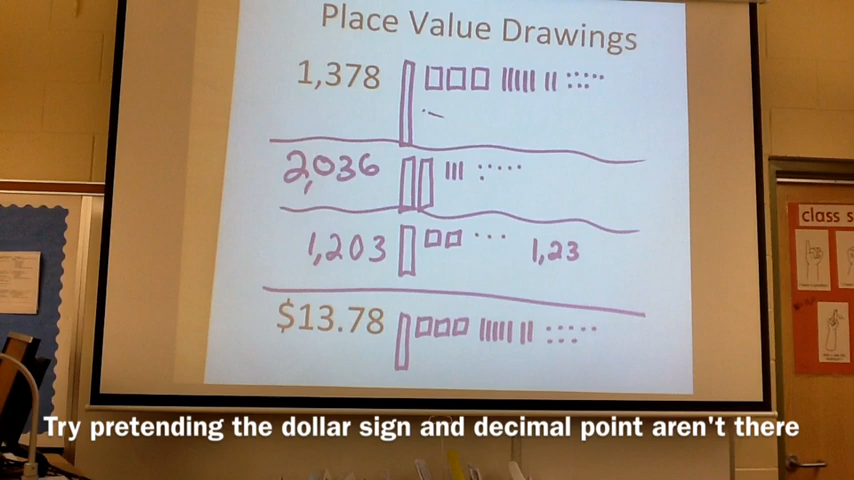 Place Value Drawings
1,378
2,036
1,203 1,23
$13.78
class s
Try pretending the dollar sign and decimal point aren't there